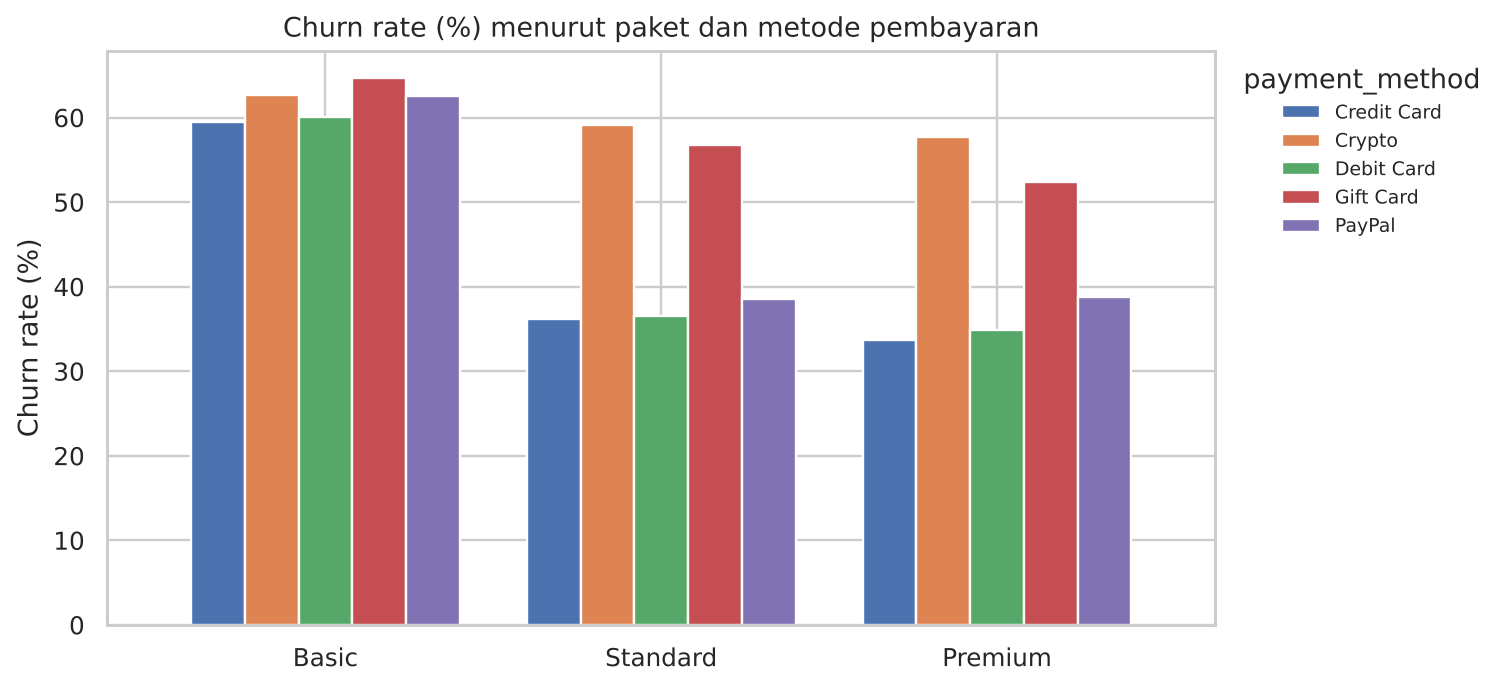 Churn rate (%) menurut paket dan metode pembayaran
Churn rate (%)
60
50
40
30
20
10
0
Basic
Standard
Premium
payment_method
Credit Card
Crypto
Debit Card
Gift Card
PayPal